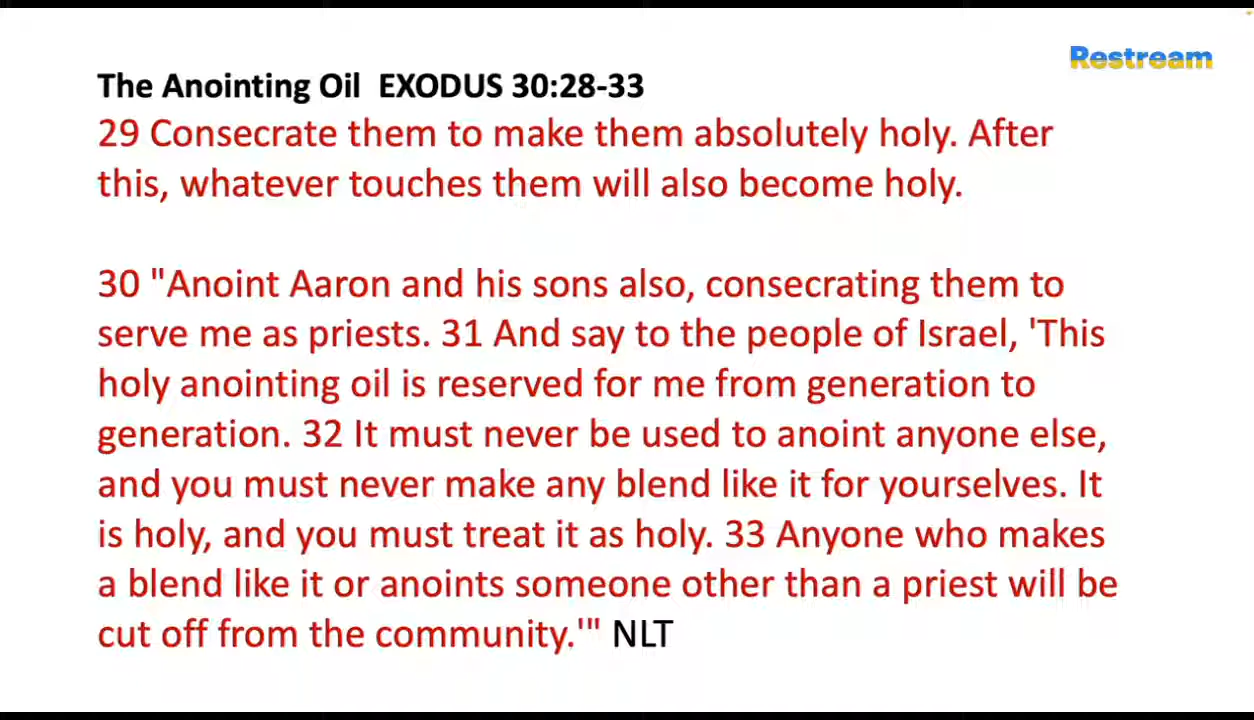 Restream
The Anointing Oil  EXODUS 30:28-33
29 Consecrate them to make them absolutely holy. After
this, whatever touches them will also become holy.
30 "Anoint Aaron and his sons also, consecrating them to
serve me as priests. 31 And say to the people of Israel, 'This
holy anointing oil is reserved for me from generation to
generation. 32 It must never be used to anoint anyone else,
and you must never make any blend like it for yourselves. It
is holy, and you must treat it as holy. 33 Anyone who makes
a blend like it or anoints someone other than a priest will be
cut off from the community.'" NLT